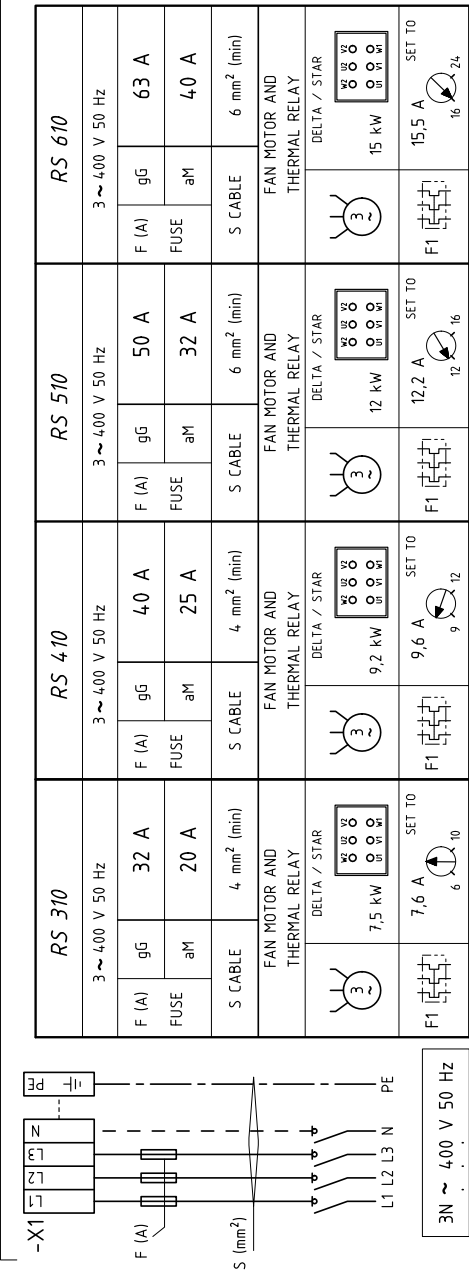 -X1
L1 L2 L3 N PE
F (A)
S (mm²)
L1 L2 L3 N PE
3N ~ 400 V 50 Hz
RS 310
3~ 400 V 50 Hz
F (A) gG 32 A
FUSE aM 20 A
S CABLE 4 mm² (min)
FAN MOTOR AND
THERMAL RELAY
DELTA / STAR
W2 U2 V2
U1 V1 W1
3 ~
7,5 kW
F1
7,6 A SET TO
6 10
RS 410
3~ 400 V 50 Hz
F (A) gG 40 A
FUSE aM 25 A
S CABLE 4 mm² (min)
FAN MOTOR AND
THERMAL RELAY
DELTA / STAR
W2 U2 V2
U1 V1 W1
3 ~
9,2 kW
F1
9,6 A SET TO
9 12
RS 510
3~ 400 V 50 Hz
F (A) gG 50 A
FUSE aM 32 A
S CABLE 6 mm² (min)
FAN MOTOR AND
THERMAL RELAY
DELTA / STAR
W2 U2 V2
U1 V1 W1
3 ~
12 kW
F1
12,2 A SET TO
12 16
RS 610
3~ 400 V 50 Hz
F (A) gG 63 A
FUSE aM 40 A
S CABLE 6 mm² (min)
FAN MOTOR AND
THERMAL RELAY
DELTA / STAR
W2 U2 V2
U1 V1 W1
3 ~
15 kW
F1
15,5 A SET TO
16 24